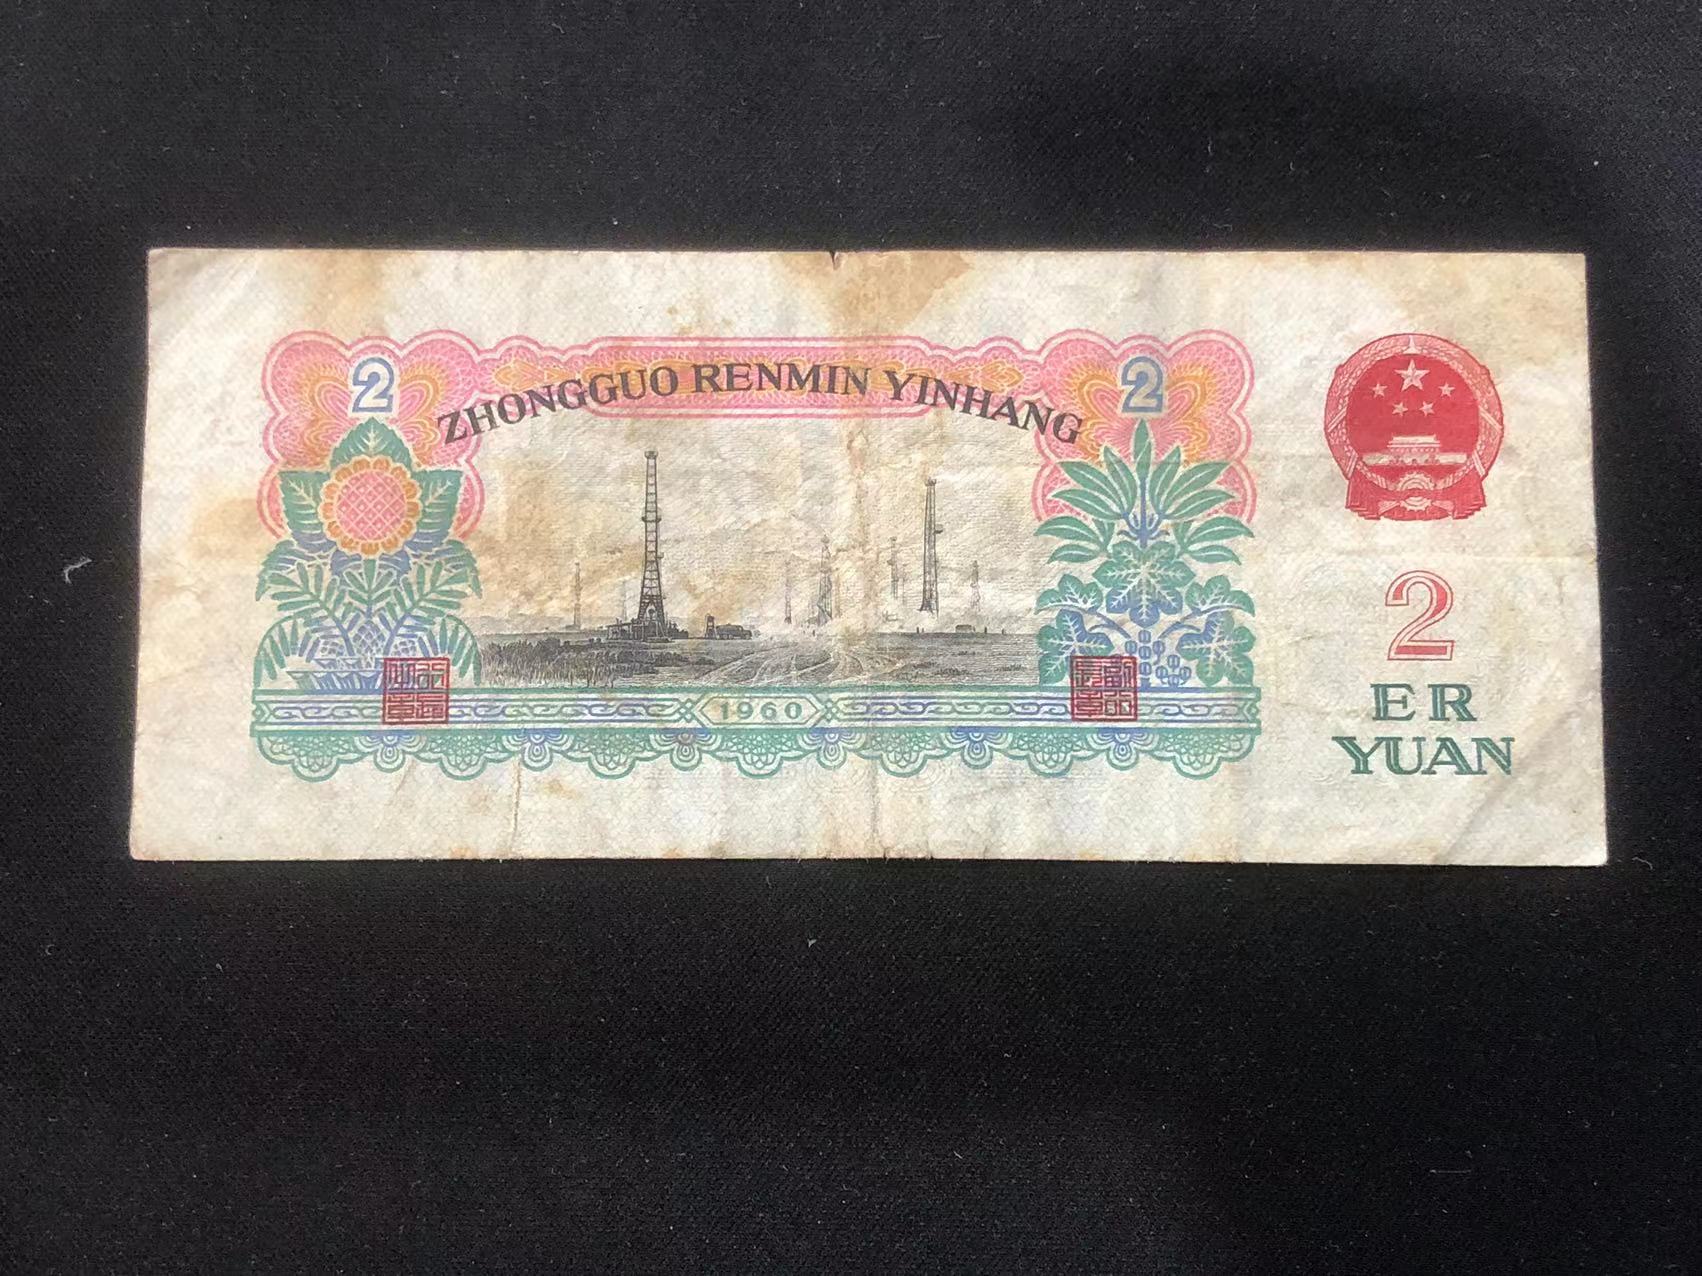 2
2
ZHONGGUO RENMIN YINHANG
2
ER
YUAN
1960